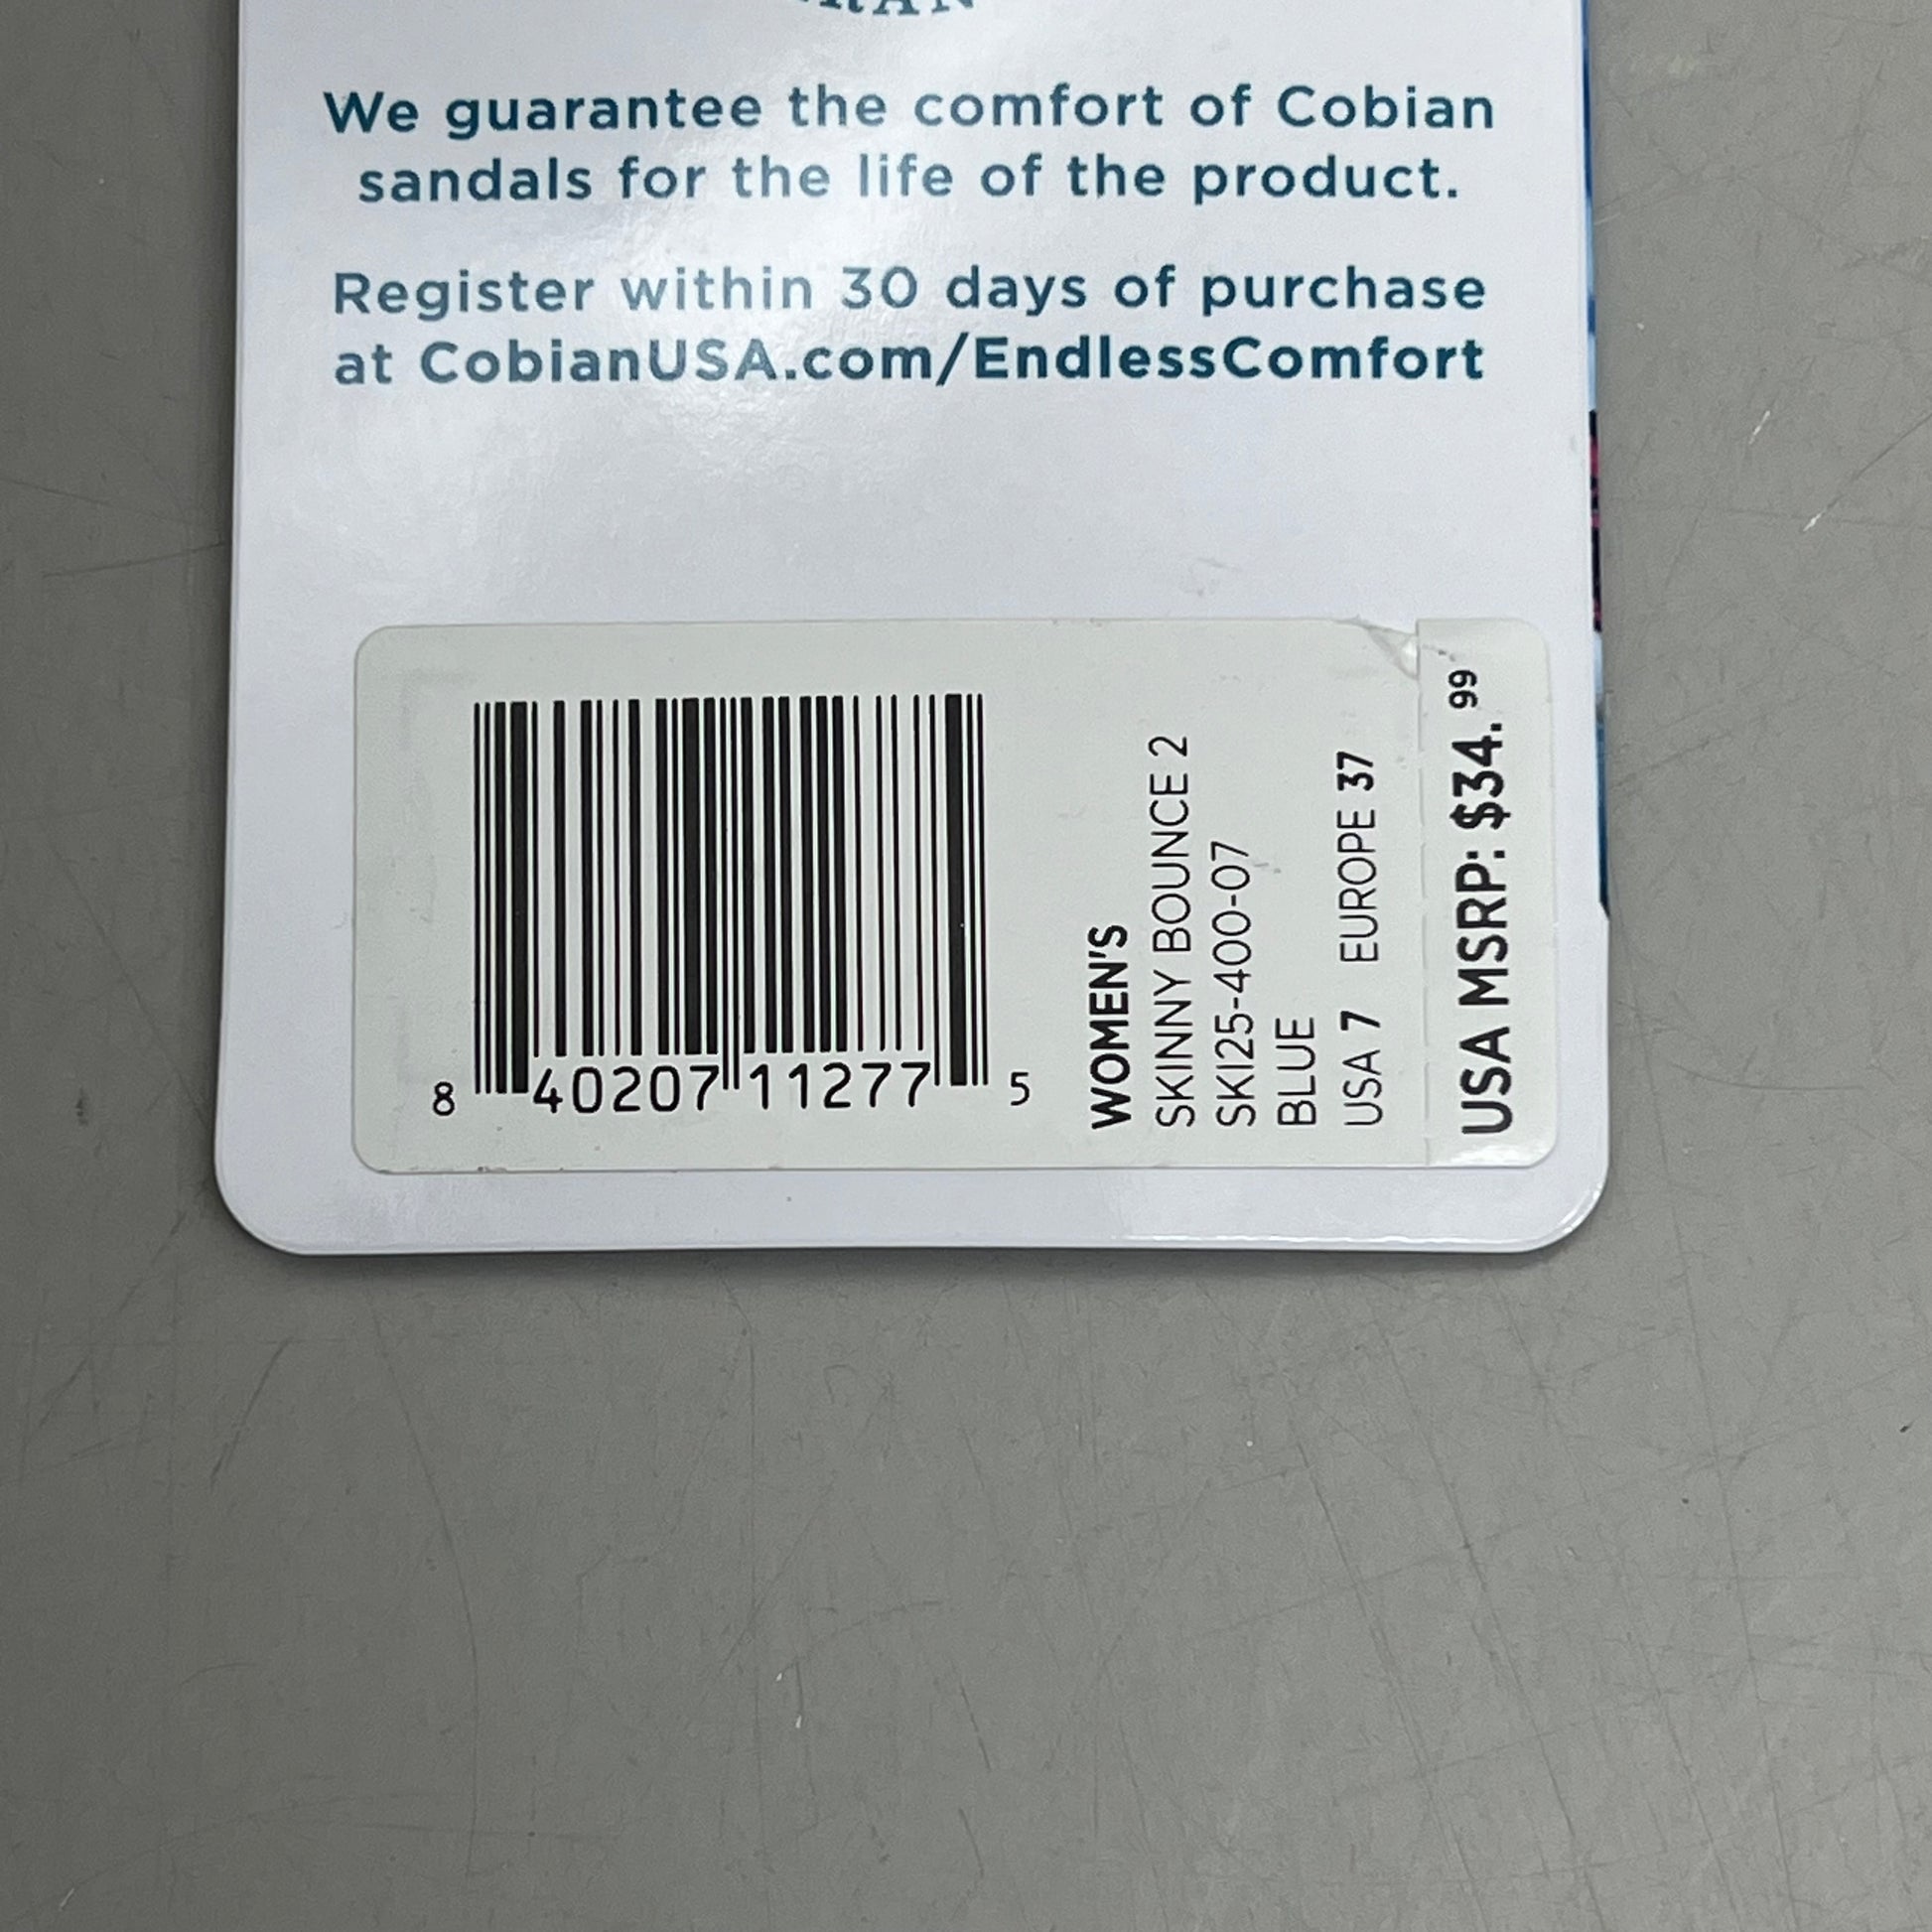 We guarantee the comfort of Cobian
sandals for the life of the product.
Register within 30 days of purchase
at CobianUSA.com/EndlessComfort
8 40207 11277 5
WOMEN'S
SKINNY BOUNCE 2
SKI25-400-07
BLUE
USA 7 EUROPE 37
USA MSRP: $34.99